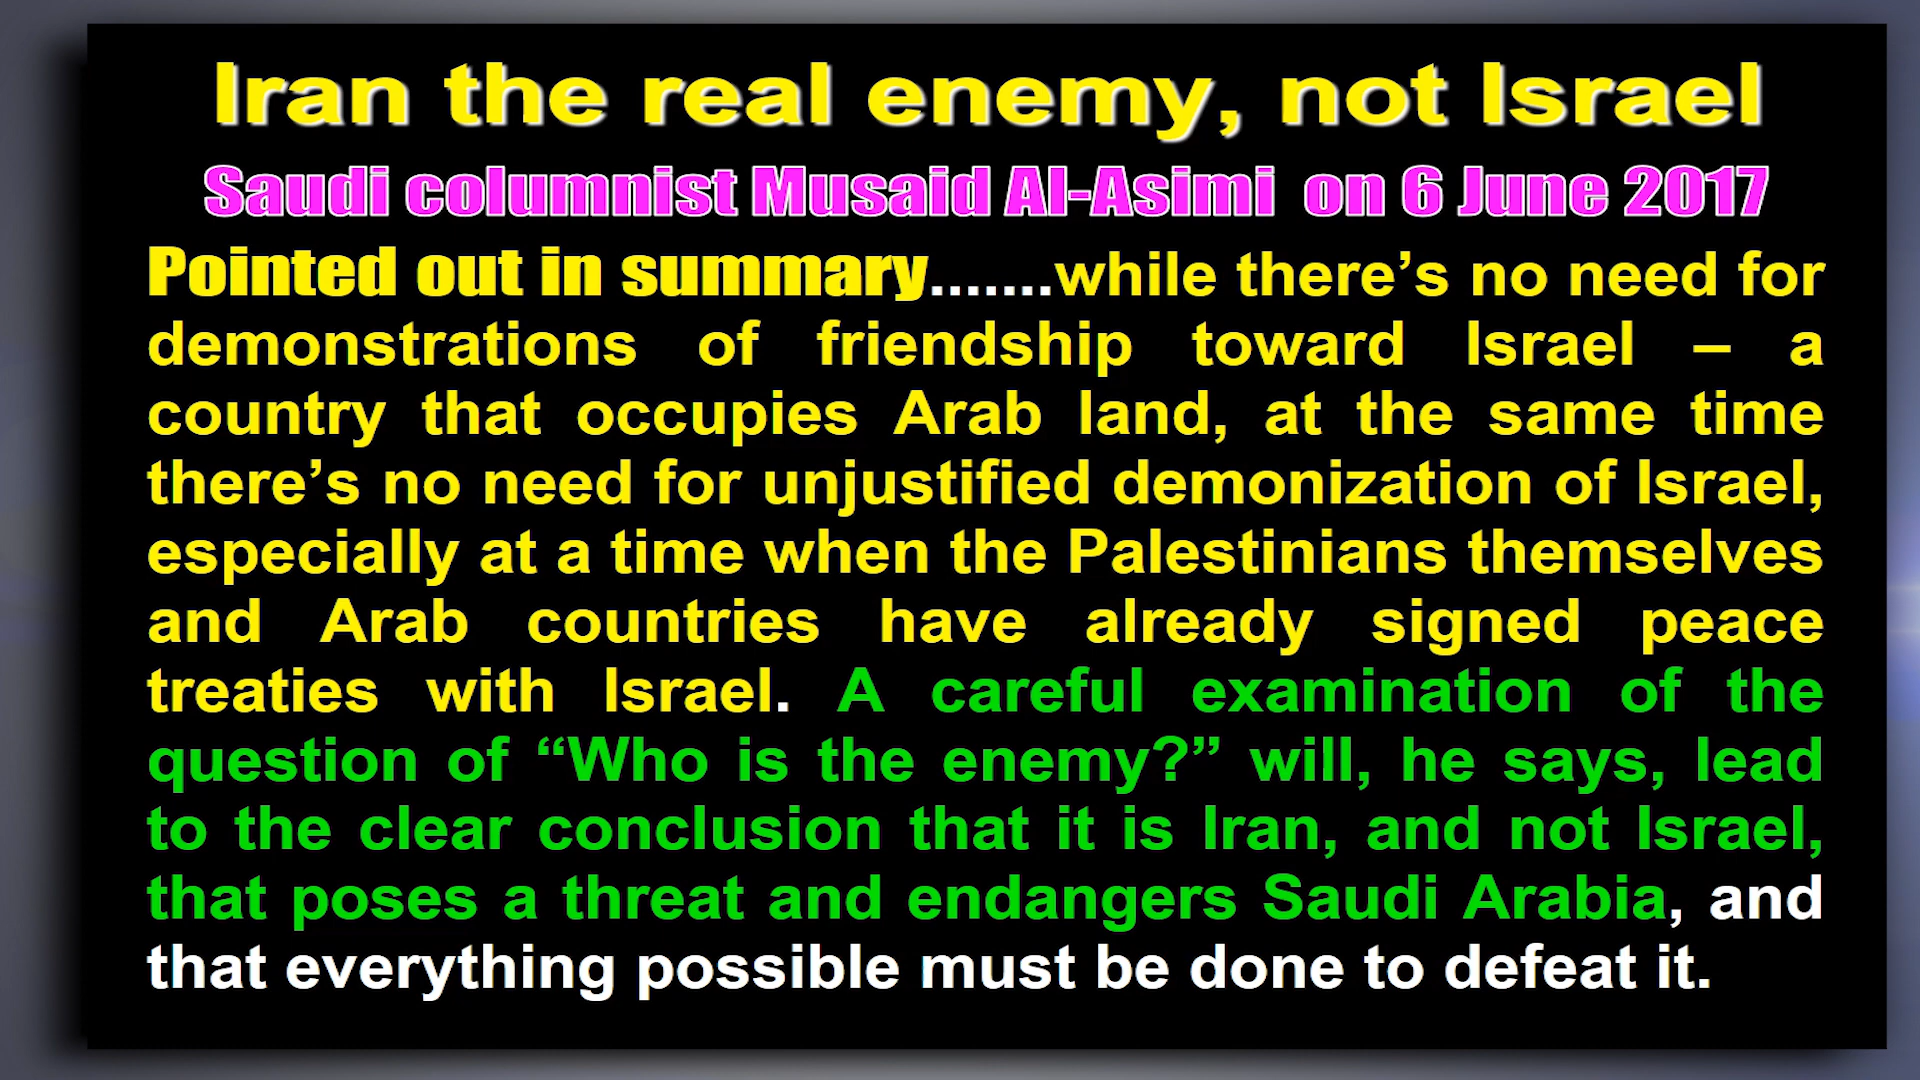 Iran the real enemy, not Israel
Saudi columnist Musaid Al-Asimi on 6 June 2017
Pointed out in summary.......while there’s no need for
demonstrations of friendship toward Israel – a
country that occupies Arab land, at the same time
there’s no need for unjustified demonization of Israel,
especially at a time when the Palestinians themselves
and Arab countries have already signed peace
treaties with Israel. A careful examination of the
question of “Who is the enemy?” will, he says, lead
to the clear conclusion that it is Iran, and not Israel,
that poses a threat and endangers Saudi Arabia, and
that everything possible must be done to defeat it.